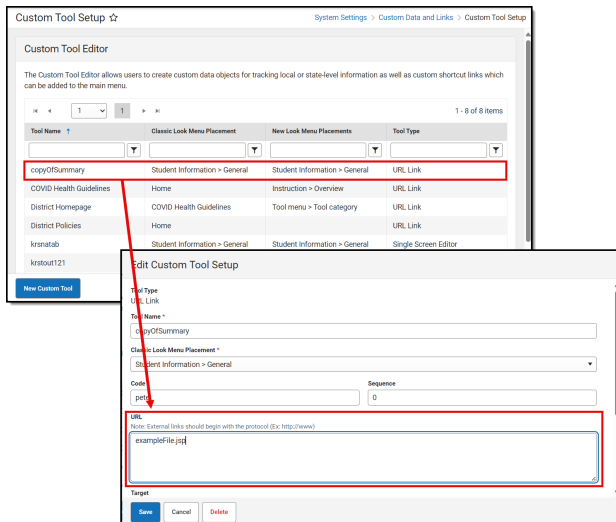 Custom Tool Setup ☆
System Settings > Custom Data and Links > Custom Tool Setup
Custom Tool Editor
The Custom Tool Editor allows users to create custom data objects for tracking local or state-level information as well as custom shortcut links which
can be added to the main menu.
1 1 1 - 8 of 8 items
Tool Name ↑ Classic Look Menu Placement New Look Menu Placements Tool Type
copyOfSummary Student Information > General Student Information > General URL Link
COVID Health Guidelines Home Instruction > Overview URL Link
District Homepage COVID Health Guidelines Tool menu > Tool category URL Link
District Policies Home URL Link
krsnatab Student Information > General Student Information > General Single Screen Editor
krstout121
New Custom Tool
Edit Custom Tool Setup
Tool Type
URL Link
Tool Name *
copyOfSummary
Classic Look Menu Placement *
Student Information > General
Code Sequence
0
URL
Note: External links should begin with the protocol (Ex: http://www)
exampleFile.jsp
Target
Save Cancel Delete